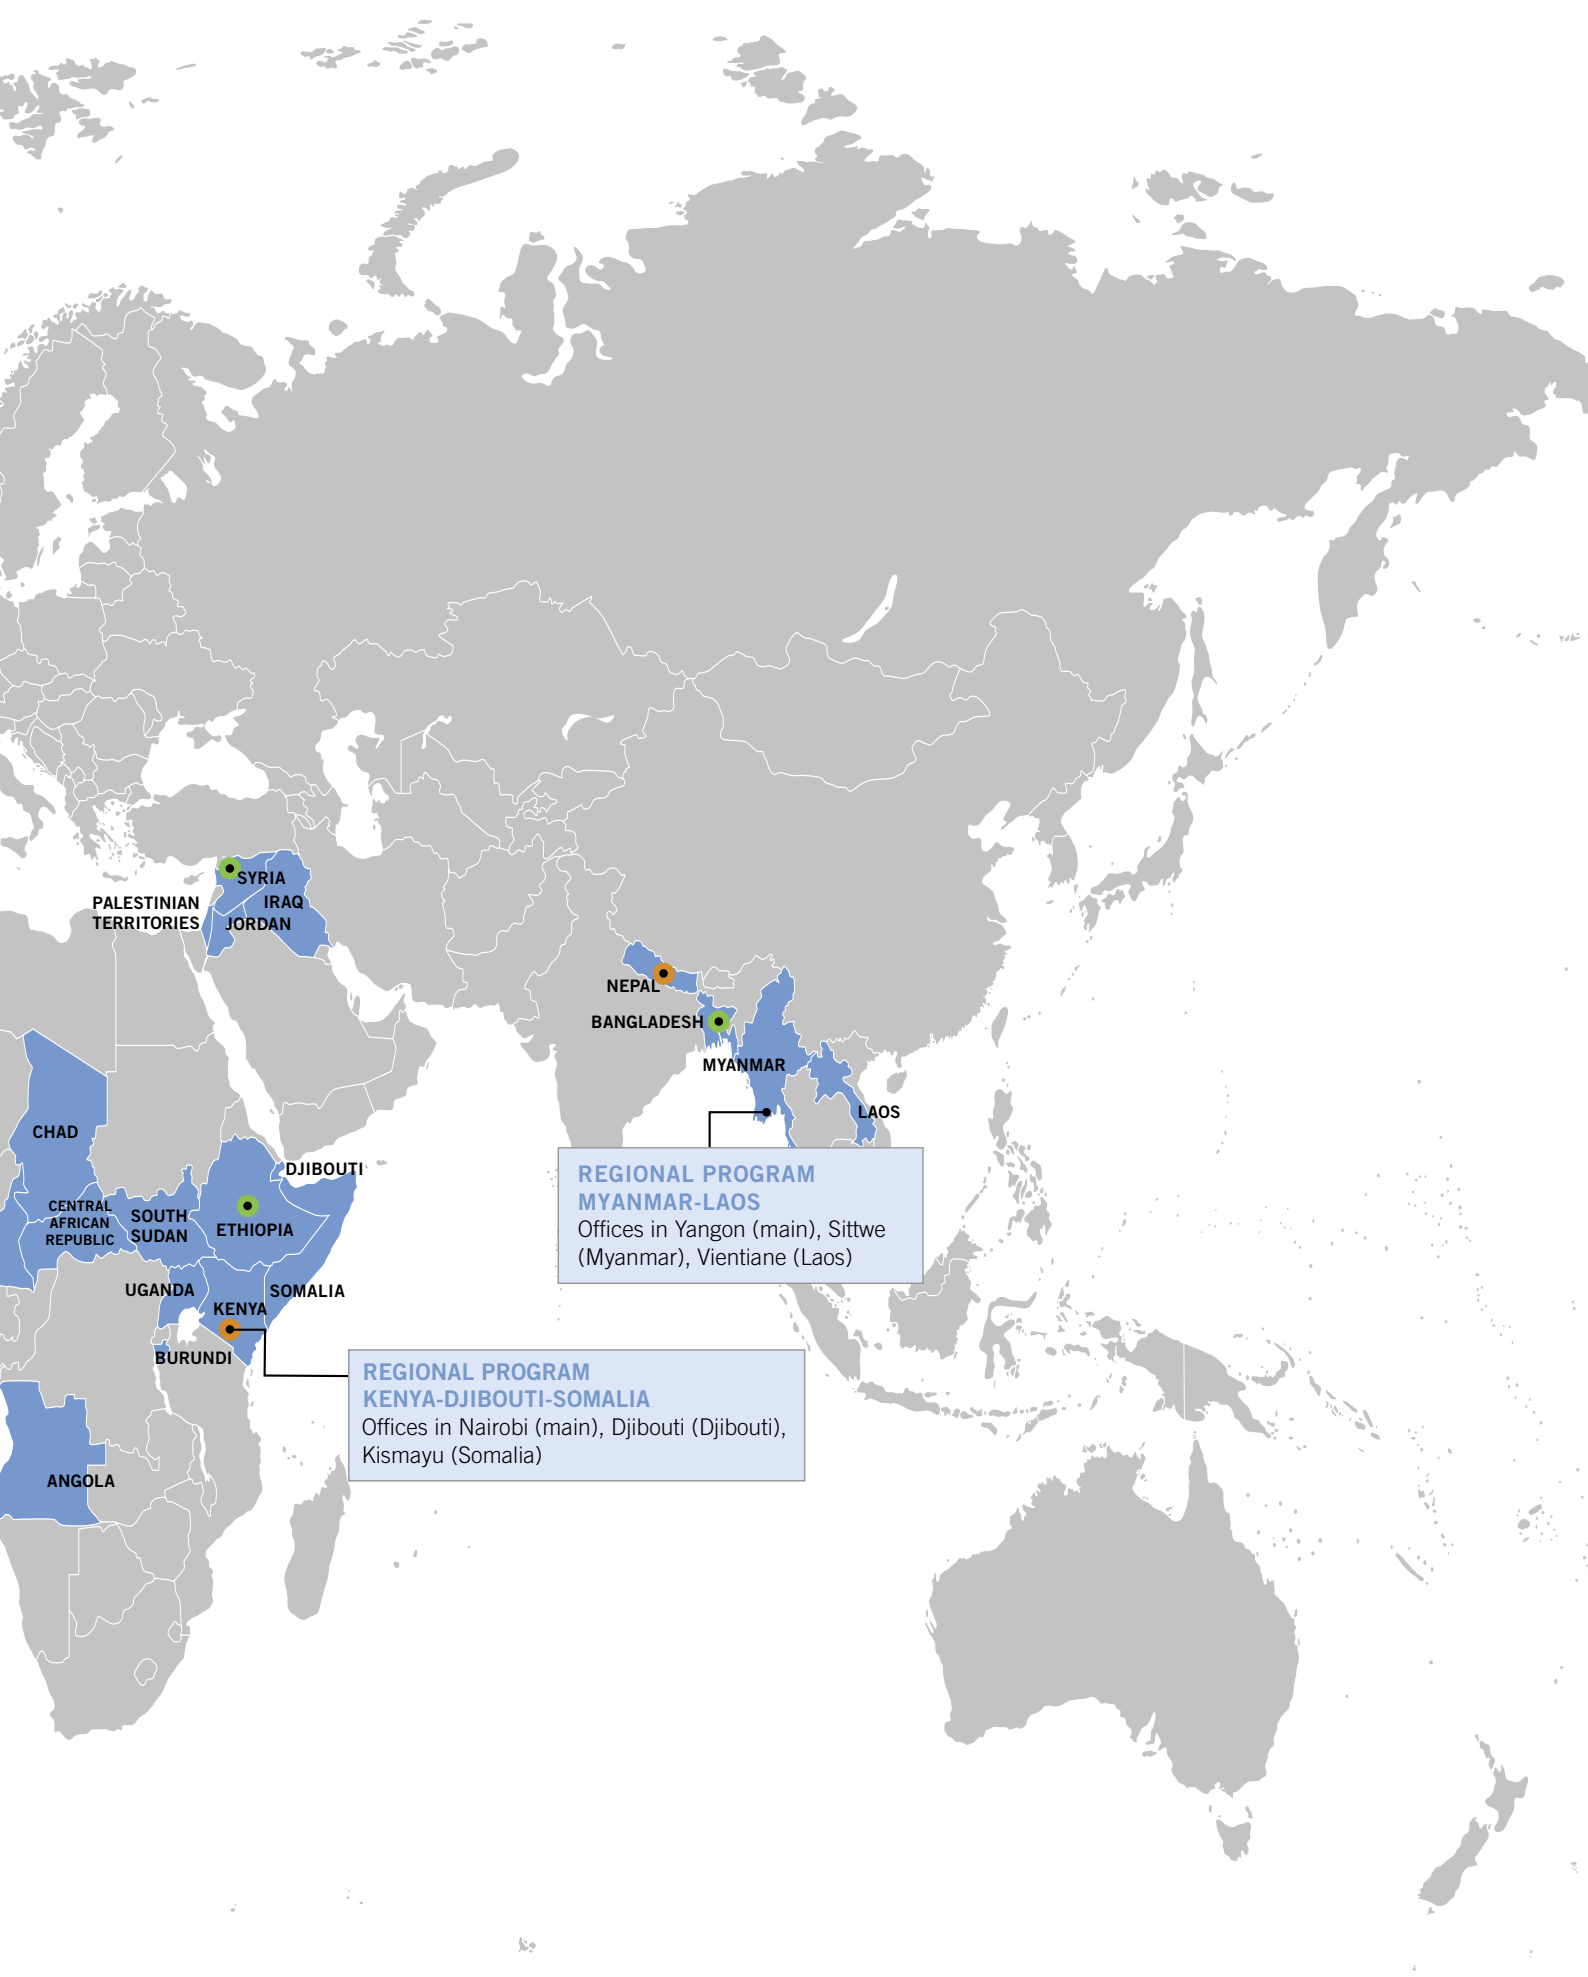 SYRIA
PALESTINIAN
TERRITORIES
IRAQ
JORDAN
NEPAL
BANGLADESH
MYANMAR
LAOS
CHAD
DJIBOUTI
CENTRAL
AFRICAN
REPUBLIC
SOUTH
SUDAN
ETHIOPIA
REGIONAL PROGRAM
MYANMAR-LAOS
Offices in Yangon (main), Sittwe
(Myanmar), Vientiane (Laos)
UGANDA
SOMALIA
KENYA
BURUNDI
REGIONAL PROGRAM
KENYA-DJIBOUTI-SOMALIA
Offices in Nairobi (main), Djibouti (Djibouti),
Kismayu (Somalia)
ANGOLA